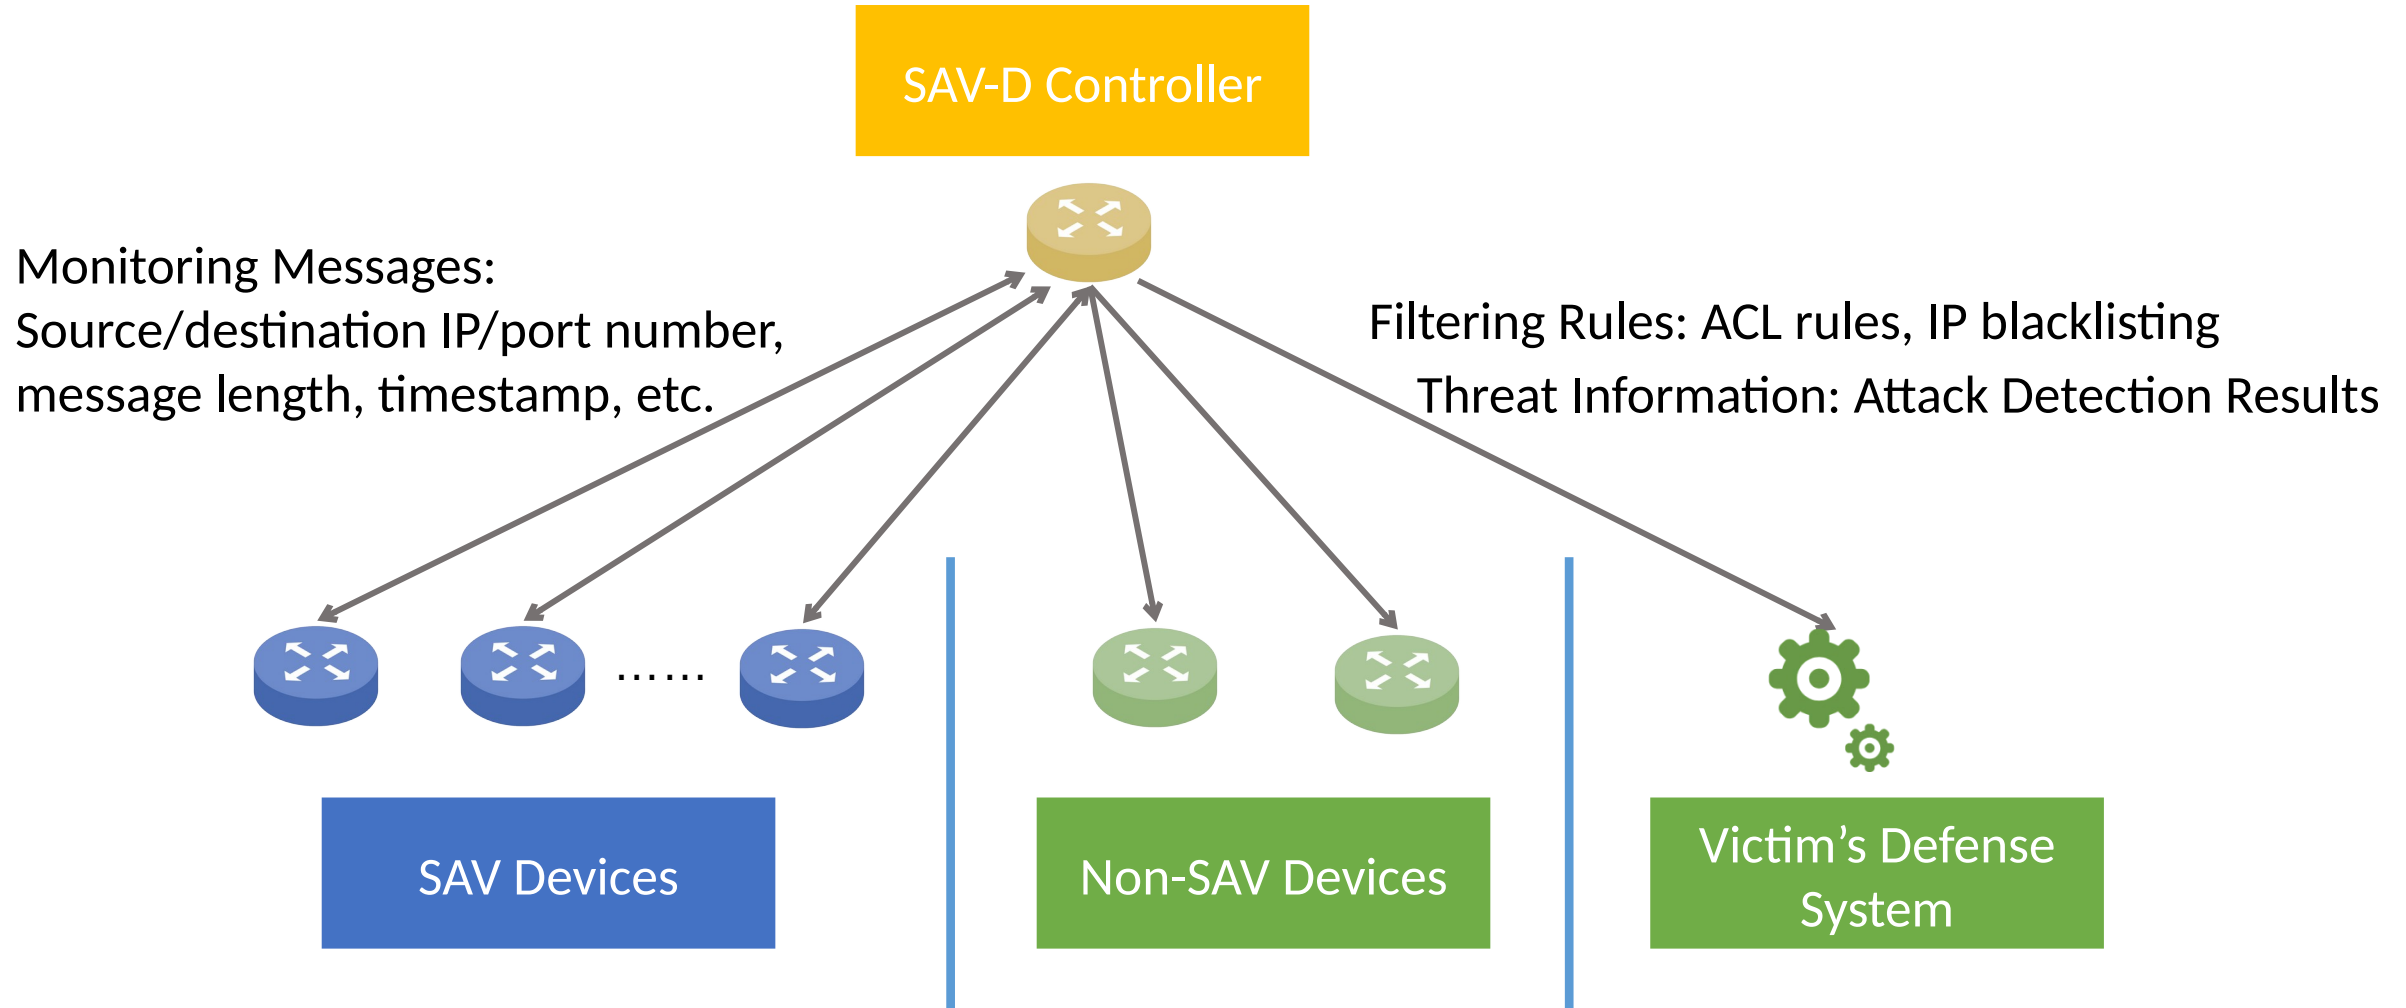 SAV-D Controller
Monitoring Messages:
Source/destination IP/port number,
message length, timestamp, etc.
Filtering Rules: ACL rules, IP blacklisting
Threat Information: Attack Detection Results
……
SAV Devices
Non-SAV Devices
Victim’s Defense
System